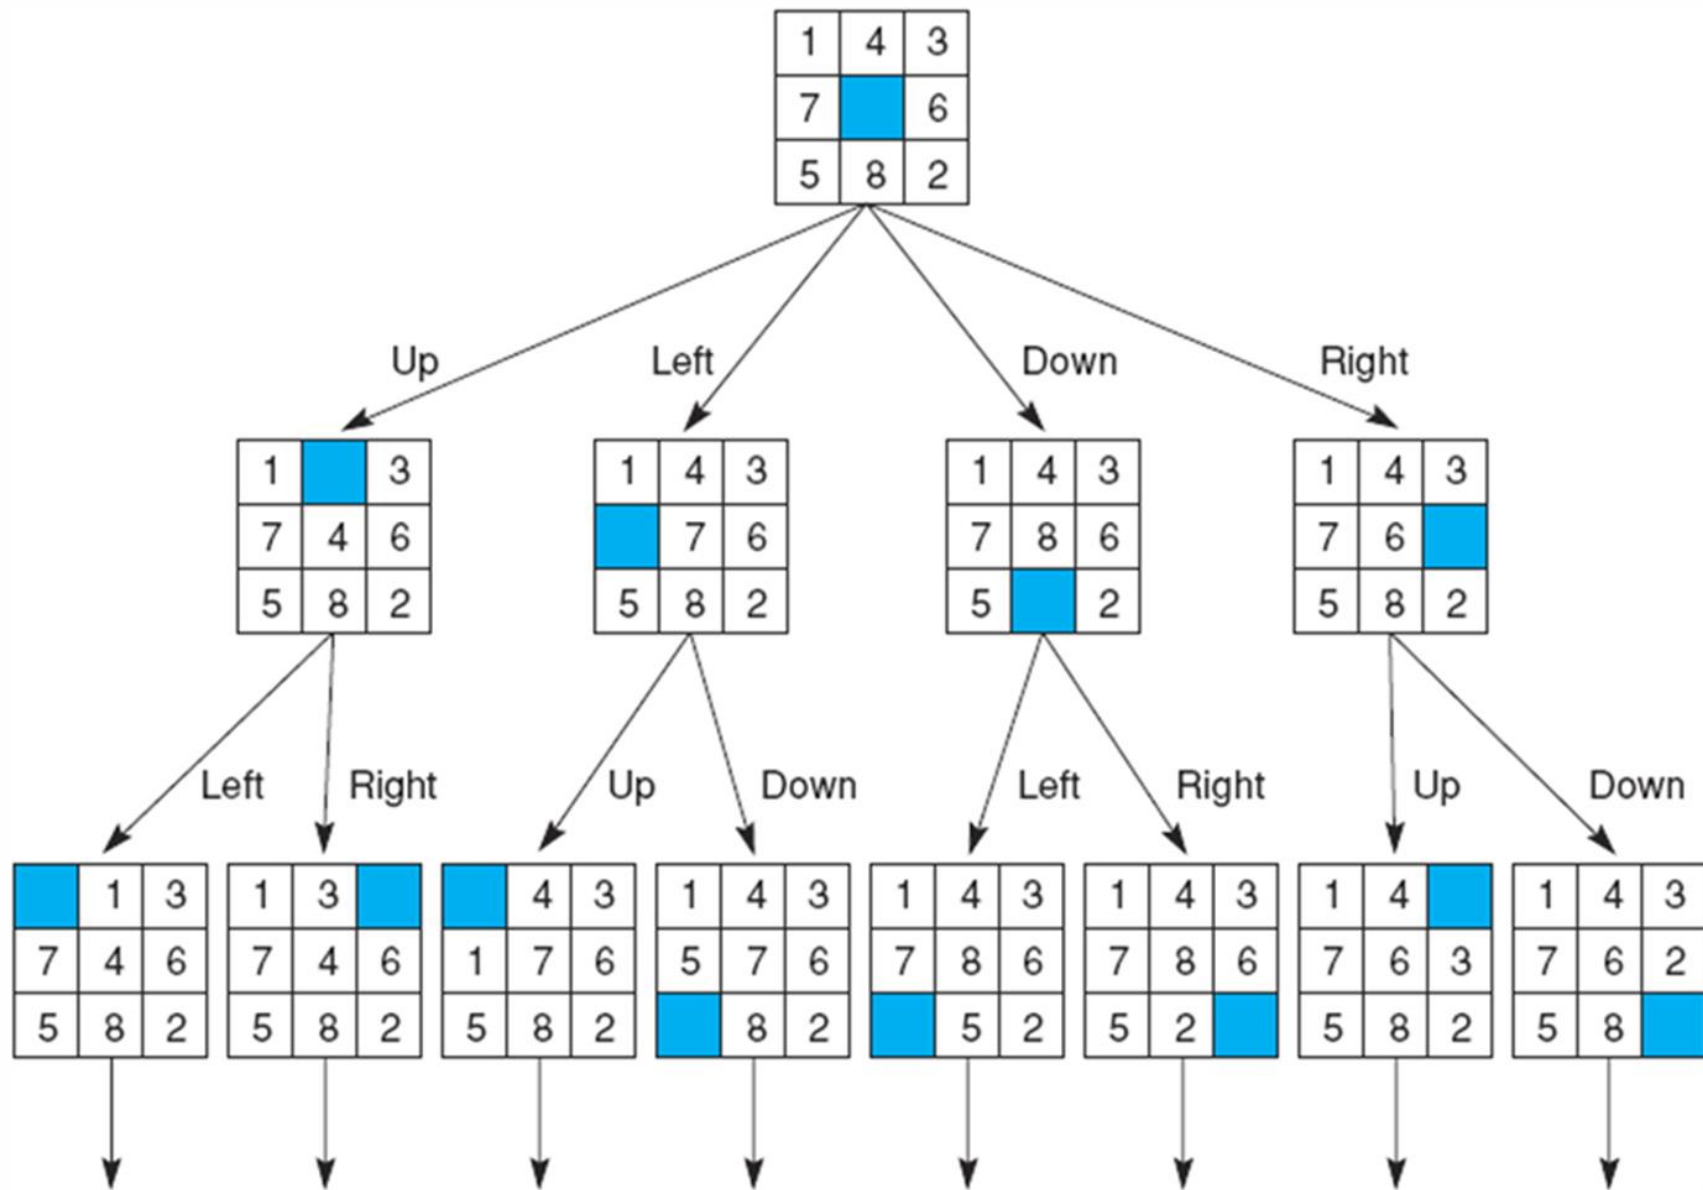 1 4 3
7 6
5 8 2
Up Left Down Right
1 3 1 4 3 1 4 3 1 4 3
7 4 6 7 6 7 8 6 7 6
5 8 2 5 8 2 5 2 5 8 2
Left Right Up Down Left Right Up Down
1 3 1 3 4 3 1 4 3 1 4 3 1 4 3 1 4 1 4 3
7 4 6 7 4 6 1 7 6 5 7 6 7 8 6 7 8 6 7 6 3 7 6 2
5 8 2 5 8 2 5 8 2 8 2 5 2 5 2 5 8 2 5 8